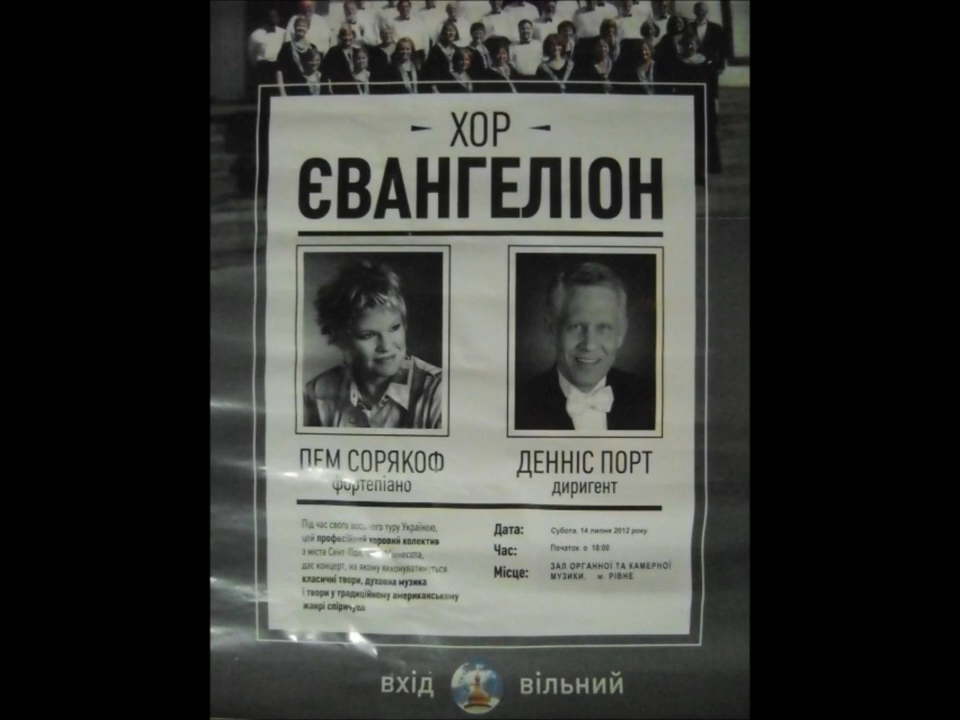 ХОР
ЄВАНГЕЛІОН
ПЕМ СОРЯКОФ
фортепіано
ДЕННІС ПОРТ
диригент
Під час свого туру Україною,
цей професійний хоровий колектив
з міста Сент-Пол, Міннесота,
дає концерт, на якому виконуватимуться
класичні твори, духовна музика
і твори у традиційному американському
жанрі спірічуел
Дата: Субота, 14 липня 2012 року
Час: Початок о 18:00
Місце: ЗАЛ ОРГАННОЇ ТА КАМЕРНОЇ
МУЗИКИ. м. РІВНЕ
вхід вільний